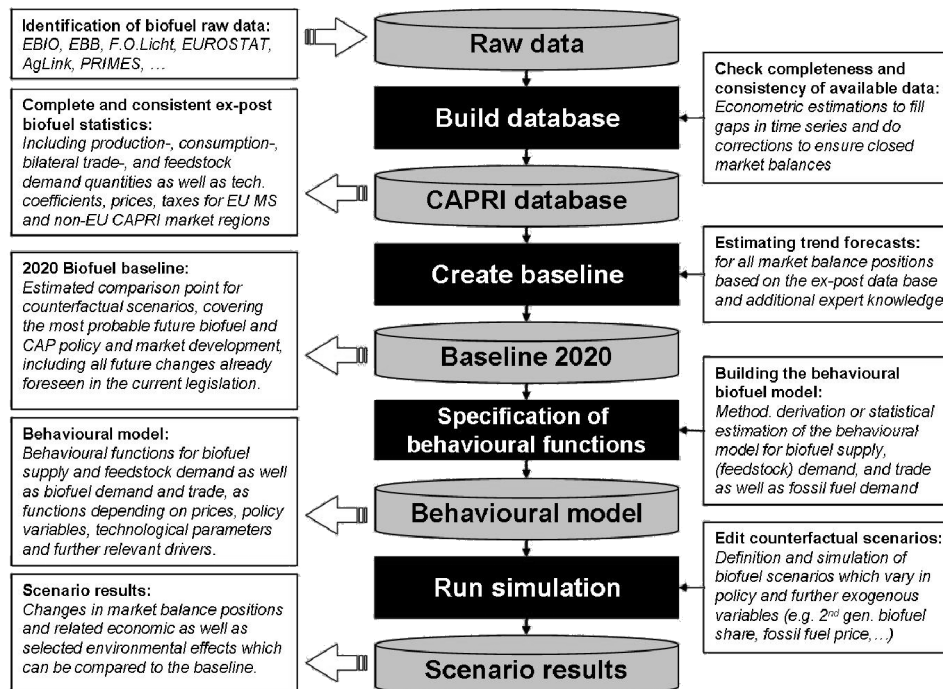 Identification of biofuel raw data:
EBIO, EBB, F.O.Licht, EUROSTAT,
AgLink, PRIMES, …
Complete and consistent ex-post
biofuel statistics:
Including production-, consumption-,
bilateral trade-, and feedstock
demand quantities as well as tech.
coefficients, prices, taxes for EU MS
and non-EU CAPRI market regions
2020 Biofuel baseline:
Estimated comparison point for
counterfactual scenarios, covering
the most probable future biofuel and
CAP policy and market development,
including all future changes already
foreseen in the current legislation.
Behavioural model:
Behavioural functions for biofuel
supply and feedstock demand as well
as biofuel demand and trade, as
functions depending on prices, policy
variables, technological parameters
and further relevant drivers.
Scenario results:
Changes in market balance positions
and related economic as well as
selected environmental effects which
can be compared to the baseline.
Raw data
Build database
CAPRI database
Create baseline
Baseline 2020
Specification of
behavioural functions
Behavioural model
Run simulation
Scenario results
Check completeness and
consistency of available data:
Econometric estimations to fill
gaps in time series and do
corrections to ensure closed
market balances
Estimating trend forecasts:
for all market balance positions
based on the ex-post data base
and additional expert knowledge
Building the behavioural
biofuel model:
Method. derivation or statistical
estimation of the behavioural
model for biofuel supply,
(feedstock) demand, and trade
as well as fossil fuel demand
Edit counterfactual scenarios:
Definition and simulation of
biofuel scenarios which vary in
policy and further exogenous
variables (e.g. 2nd gen. biofuel
share, fossil fuel price,…)